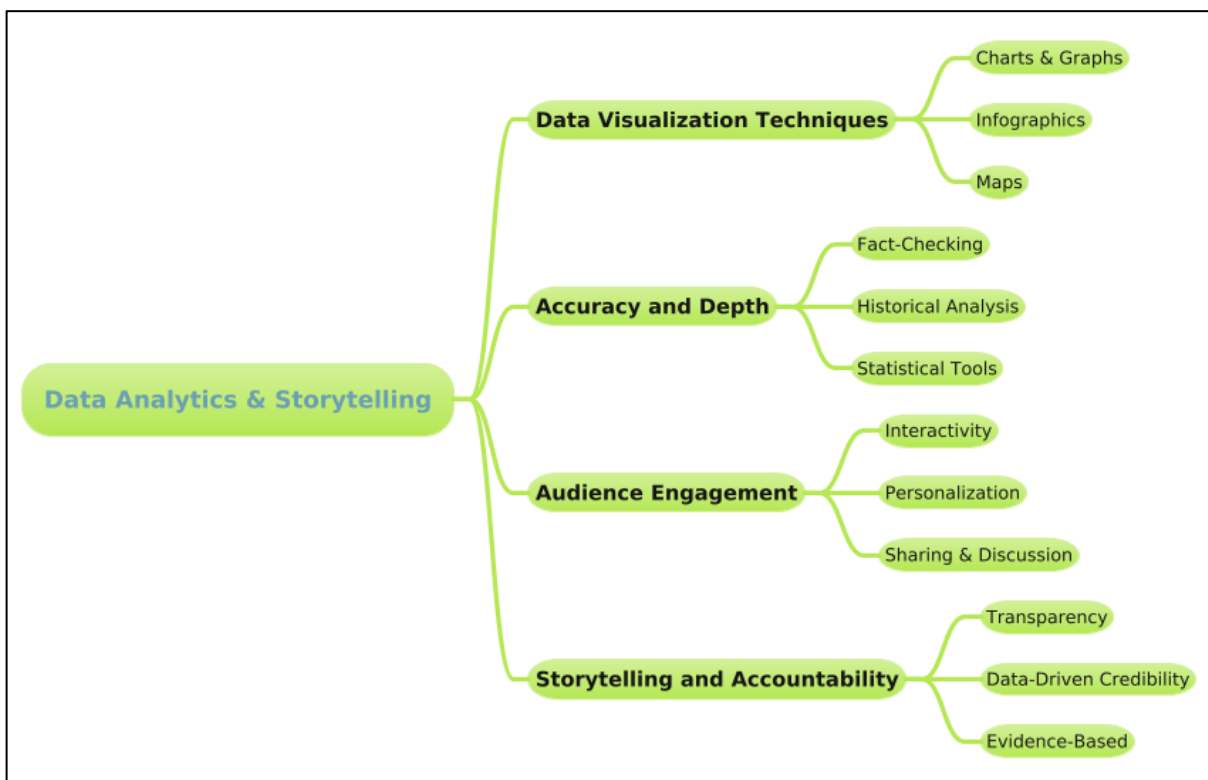 Data Analytics & Storytelling
Data Visualization Techniques
Charts & Graphs
Infographics
Maps
Accuracy and Depth
Fact-Checking
Historical Analysis
Statistical Tools
Audience Engagement
Interactivity
Personalization
Sharing & Discussion
Storytelling and Accountability
Transparency
Data-Driven Credibility
Evidence-Based